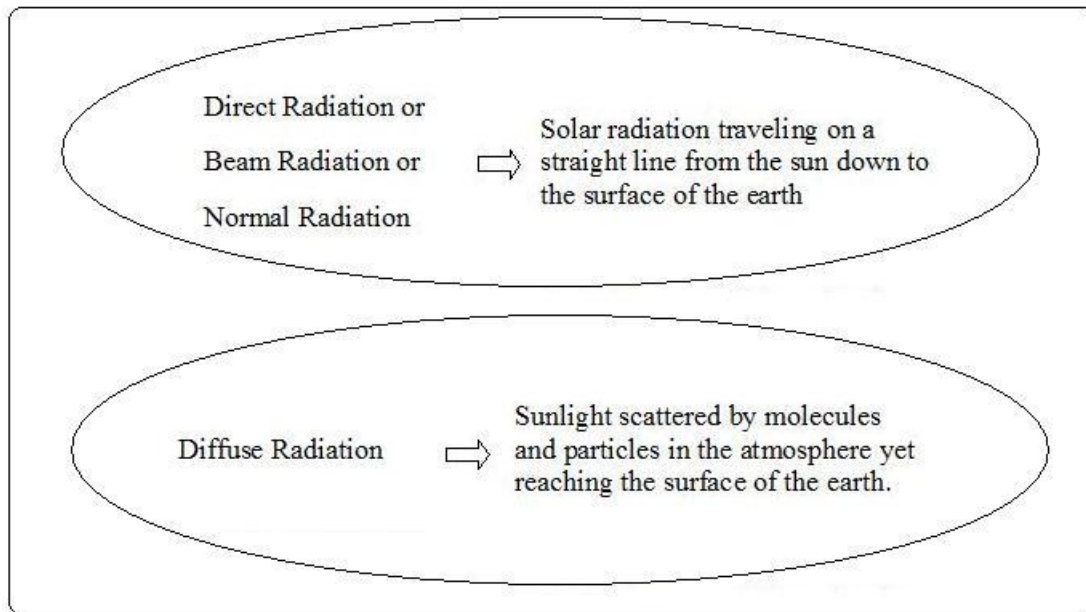 Direct Radiation or
Beam Radiation or
Normal Radiation
Solar radiation traveling on a
straight line from the sun down to
the surface of the earth
Diffuse Radiation
Sunlight scattered by molecules
and particles in the atmosphere yet
reaching the surface of the earth.